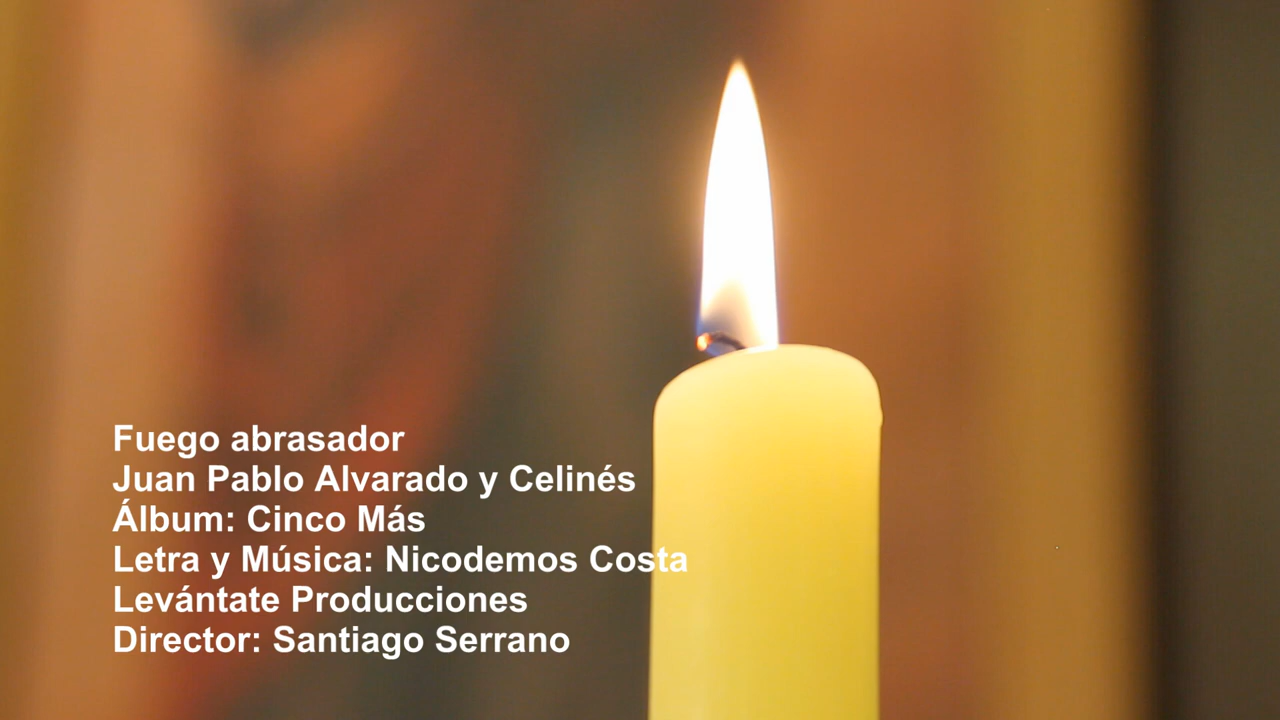 Fuego abrasador
Juan Pablo Alvarado y Celinés
Álbum: Cinco Más
Letra y Música: Nicodemos Costa
Levántate Producciones
Director: Santiago Serrano